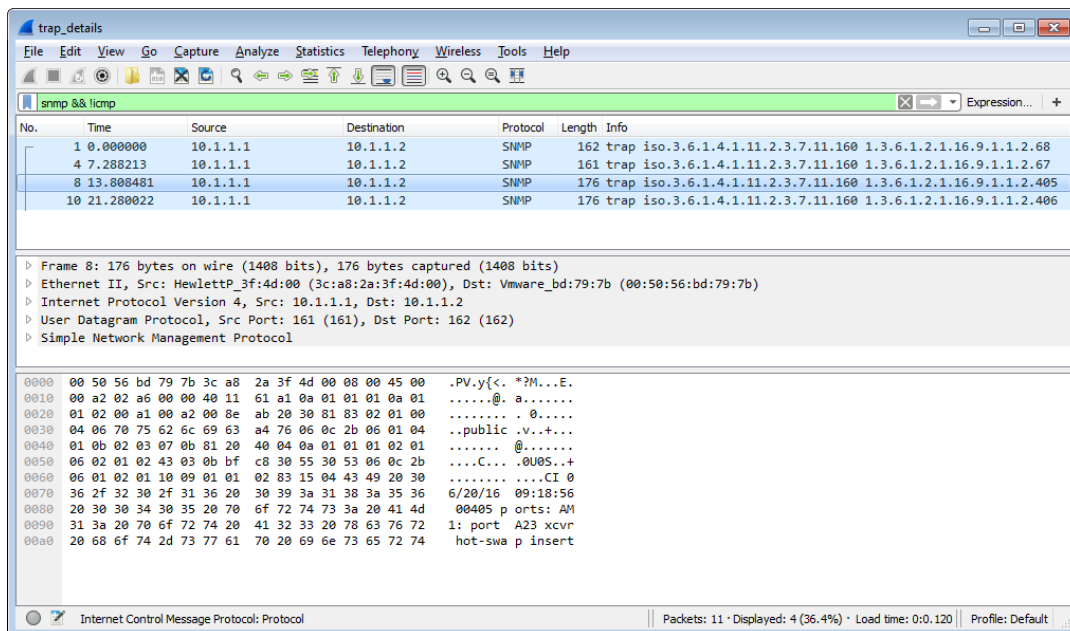 trap_details
File Edit View Go Capture Analyze Statistics Telephony Wireless Tools Help
snmp && !icmp Expression... +
No. Time Source Destination Protocol Length Info
1 0.000000 10.1.1.1 10.1.1.2 SNMP 162 trap iso.3.6.1.4.1.11.2.3.7.11.160 1.3.6.1.2.1.16.9.1.1.2.68
4 7.288213 10.1.1.1 10.1.1.2 SNMP 161 trap iso.3.6.1.4.1.11.2.3.7.11.160 1.3.6.1.2.1.16.9.1.1.2.67
8 13.808481 10.1.1.1 10.1.1.2 SNMP 176 trap iso.3.6.1.4.1.11.2.3.7.11.160 1.3.6.1.2.1.16.9.1.1.2.405
10 21.280022 10.1.1.1 10.1.1.2 SNMP 176 trap iso.3.6.1.4.1.11.2.3.7.11.160 1.3.6.1.2.1.16.9.1.1.2.406
Frame 8: 176 bytes on wire (1408 bits), 176 bytes captured (1408 bits)
Ethernet II, Src: HewlettP_3f:4d:00 (3c:a8:2a:3f:4d:00), Dst: Vmware_bd:79:7b (00:50:56:bd:79:7b)
Internet Protocol Version 4, Src: 10.1.1.1, Dst: 10.1.1.2
User Datagram Protocol, Src Port: 161 (161), Dst Port: 162 (162)
Simple Network Management Protocol
0000 00 50 56 bd 79 7b 3c a8 2a 3f 4d 00 08 00 45 00 .PV.y{<. *?M...E.
0010 00 a2 02 a6 00 00 40 11 61 a1 0a 01 01 01 0a 01 ......@. a.......
0020 01 02 00 a1 00 a2 00 8e ab 20 30 81 83 02 01 00 ........ . 0.....
0030 04 06 70 75 62 6c 69 63 a4 76 06 0c 2b 06 01 04 ..public .v..+...
0040 01 0b 02 03 07 0b 81 20 40 04 0a 01 01 01 02 01 ....... @.......
0050 06 02 01 02 43 03 0b bf c8 30 55 30 53 06 0c 2b ....C... .0U0S..+
0060 06 01 02 01 10 09 01 01 02 83 15 04 43 49 20 30 ........ ....CI 0
0070 36 2f 32 30 2f 31 36 20 30 39 3a 31 38 3a 35 36 6/20/16 09:18:56
0080 20 30 30 34 30 35 20 70 6f 72 74 73 3a 20 41 4d 00405 p orts: AM
0090 31 3a 20 70 6f 72 74 20 41 32 33 20 78 63 76 72 1: port A23 xcvr
00a0 20 68 6f 74 2d 73 77 61 70 20 69 6e 73 65 72 74 hot-swa p insert
Internet Control Message Protocol: Protocol Packets: 11 · Displayed: 4 (36.4%) · Load time: 0:0.120 Profile: Default